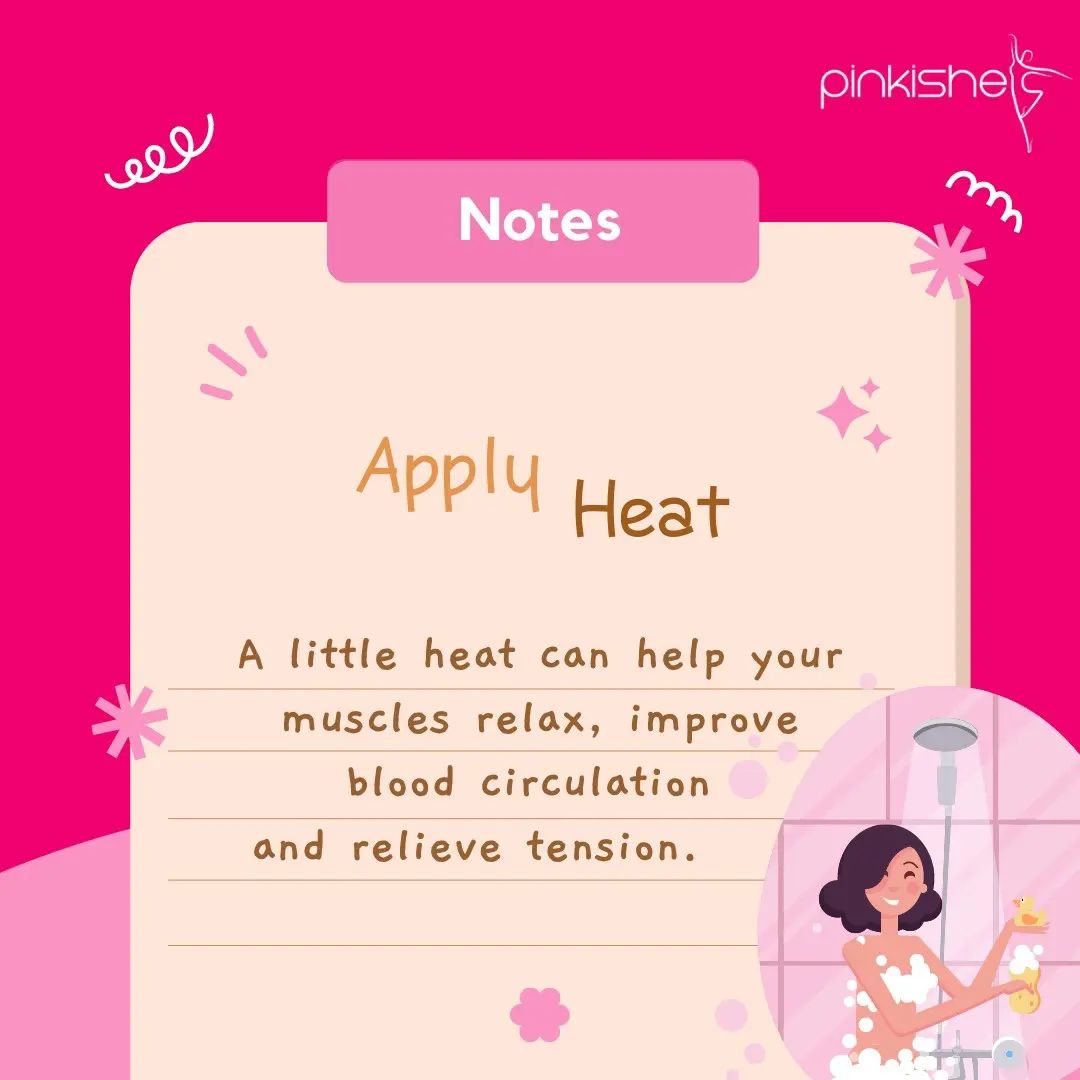 pinkishe
Notes
Apply Heat
A little heat can help your
muscles relax, improve
blood circulation
and relieve tension.